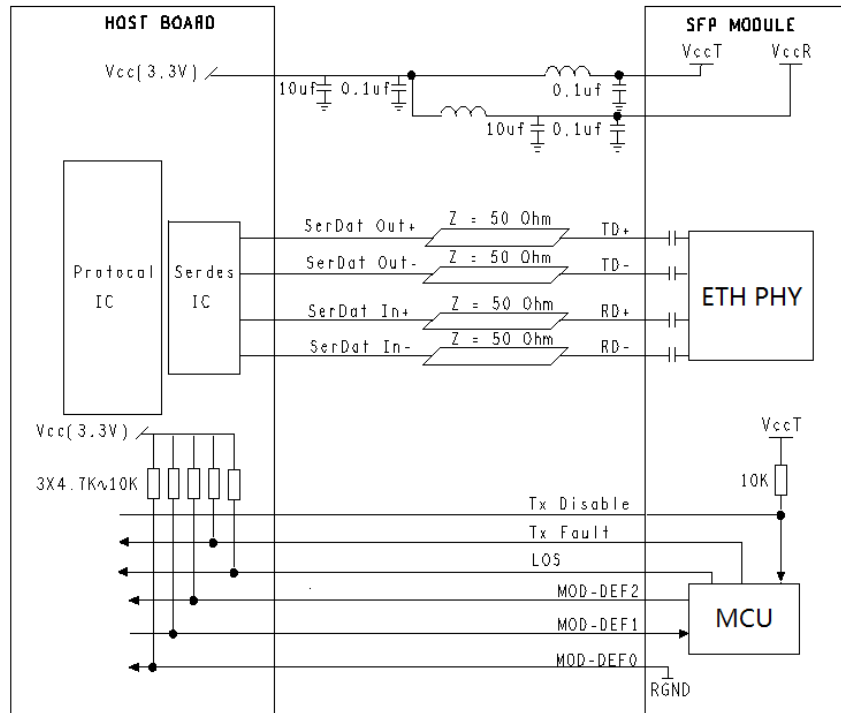 HOST BOARD
SFP MODULE
VccT
VccR
Vcc(3.3V)
10uf
0.1uf
0.1uf
10uf
0.1uf
Protocal
IC
Serdes
IC
SerDat Out+
Z = 50 Ohm
TD+
SerDat Out-
Z = 50 Ohm
TD-
SerDat In+
Z = 50 Ohm
RD+
SerDat In-
Z = 50 Ohm
RD-
ETH PHY
Vcc(3.3V)
VccT
3X4.7K∿10K
10K
Tx Disable
Tx Fault
LOS
MOD-DEF2
MOD-DEF1
MOD-DEF0
MCU
RGND